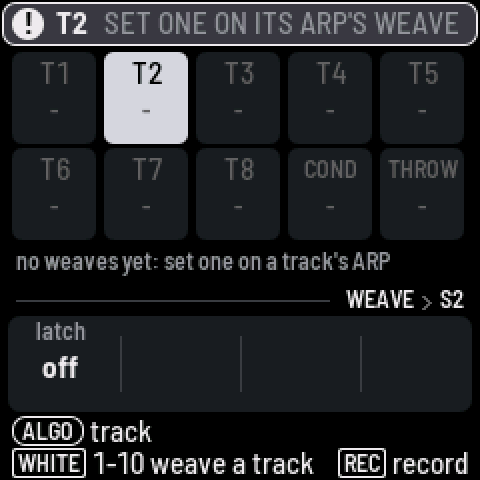 ! T2 SET ONE ON ITS ARP'S WEAVE
T1 T2 T3 T4 T5
- - - - -
T6 T7 T8 COND THROW
- - - - -
no weaves yet: set one on a track's ARP
WEAVE > S2
latch
off
ALGO track
WHITE 1-10 weave a track REC record